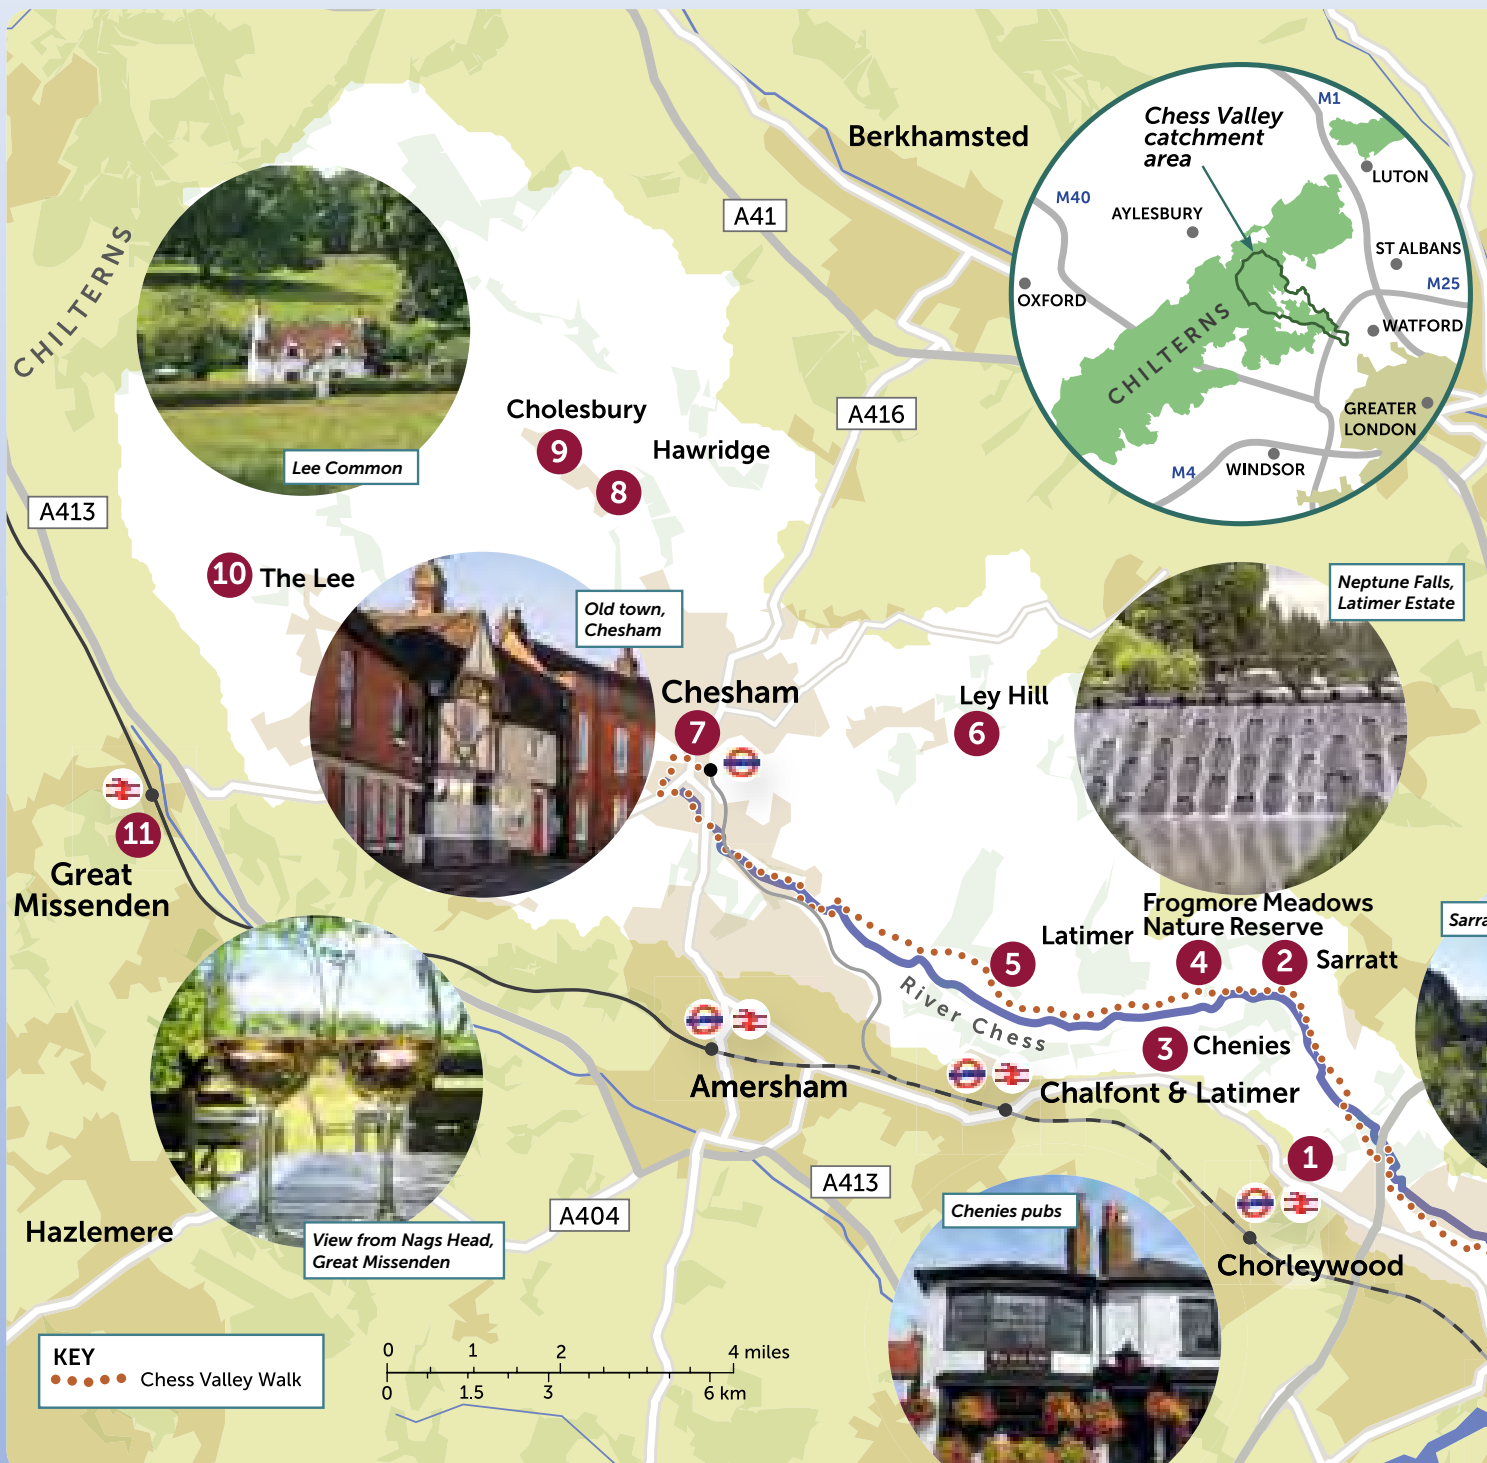 Berkhamsted
A41
A416
CHILTERNS
Chess Valley
catchment
area
M1
LUTON
M40
AYLESBURY
ST ALBANS
M25
OXFORD
WATFORD
CHILTERNS
GREATER
LONDON
M4
WINDSOR
Lee Common
Cholesbury
9
Hawridge
8
A413
10 The Lee
Old town,
Chesham
Neptune Falls,
Latimer Estate
Chesham
7
Ley Hill
6
11
Great
Missenden
Frogmore Meadows
Nature Reserve
Latimer
5
4
2 Sarratt
Sarra
River Chess
3 Chenies
Amersham
Chalfont & Latimer
1
A413
A404
Chorleywood
Chenies pubs
Hazlemere
View from Nags Head,
Great Missenden
KEY
Chess Valley Walk
0 1 2 4 miles
0 1.5 3 6 km